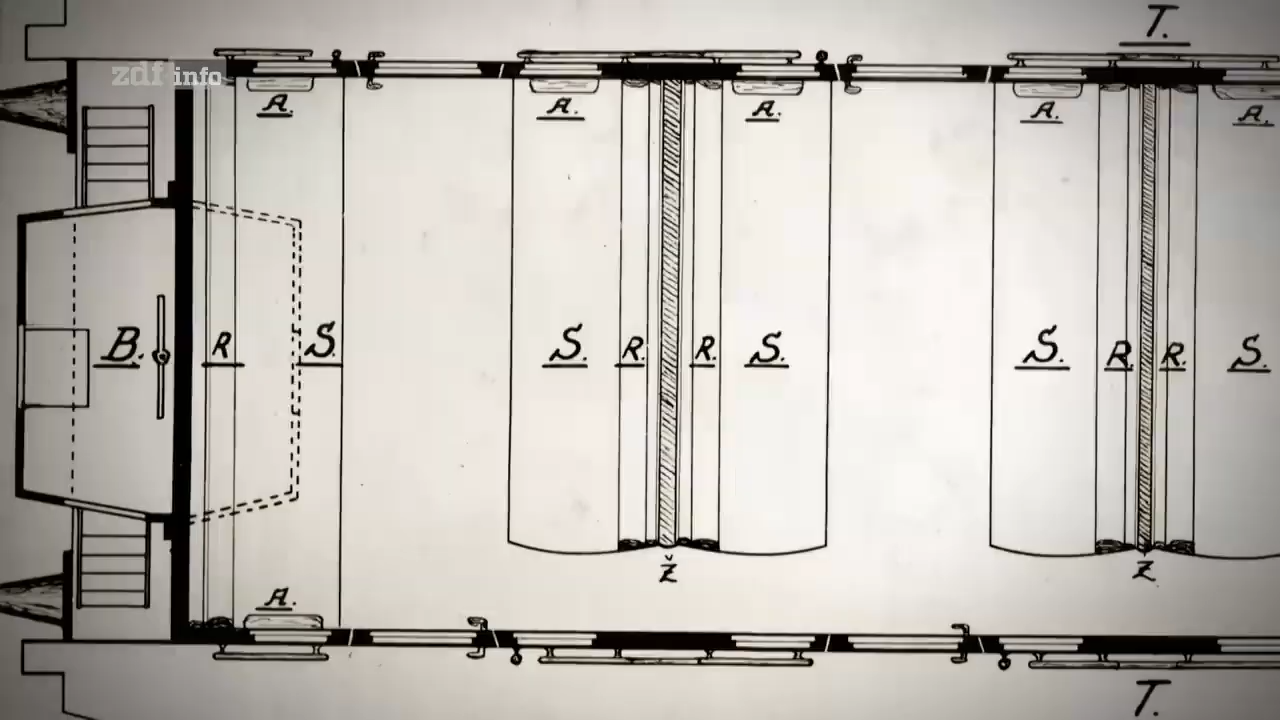 T.
zdf info
A. A. A. A. A.
B. R. S. S. R. R. S. S. R. R. S.
Ž Z
A.
T.